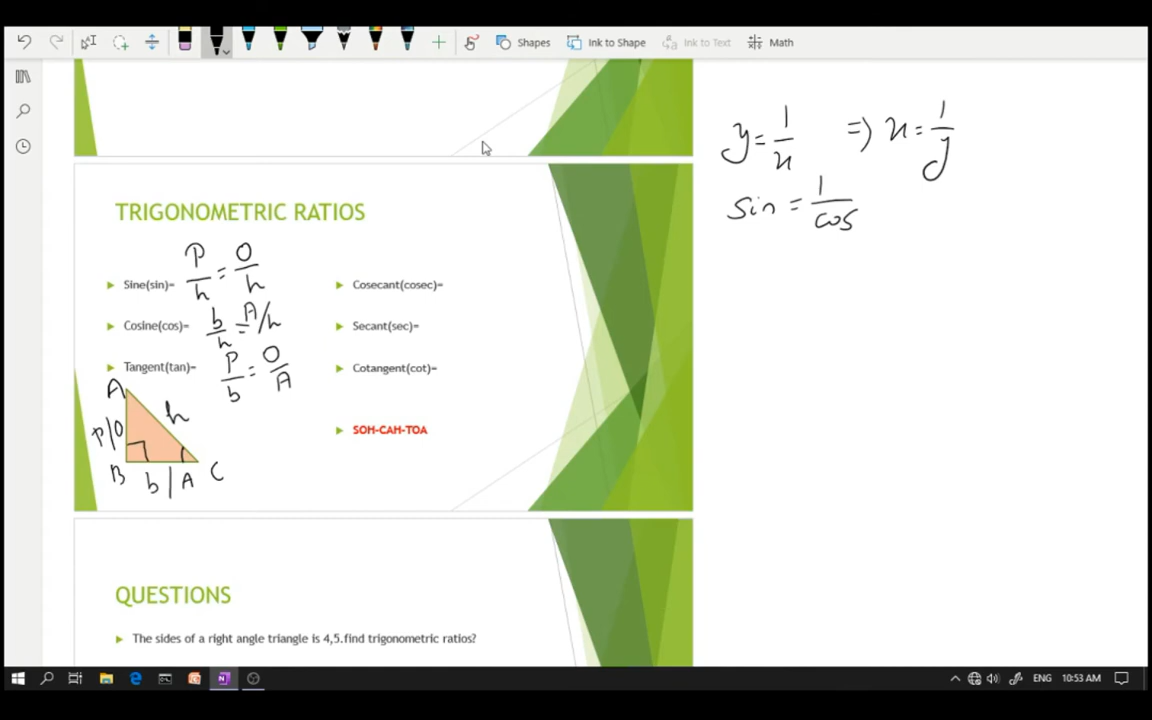 Shapes
Ink to Shape
Ink to Text
Math
TRIGONOMETRIC RATIOS
Sine(sin)= P/h = O/h
Cosine(cos)= b/h = A/h
Tangent(tan)= P/b = O/A
Cosecant(cosec)=
Secant(sec)=
Cotangent(cot)=
SOH-CAH-TOA
A
h
P/O
B
b/A
C
y = 1/x => x = 1/y
sin = 1/cos
QUESTIONS
The sides of a right angle triangle is 4,5.find trigonometric ratios?
ENG
10:53 AM